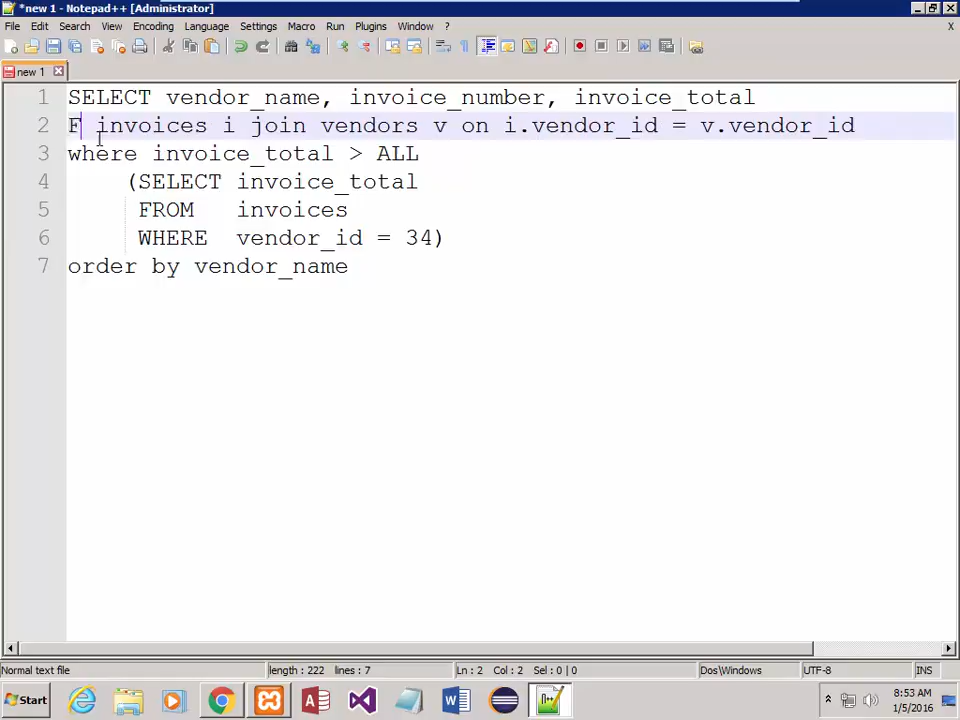 *new 1 - Notepad++ [Administrator]
File Edit Search View Encoding Language Settings Macro Run Plugins Window ? X
new 1
1 SELECT vendor_name, invoice_number, invoice_total
2 F invoices i join vendors v on i.vendor_id = v.vendor_id
3 where invoice_total > ALL
4 (SELECT invoice_total
5 FROM invoices
6 WHERE vendor_id = 34)
7 order by vendor_name
Normal text file length : 222 lines : 7 Ln : 2 Col : 2 Sel : 0 | 0 Dos\Windows UTF-8 INS
Start 8:53 AM
1/5/2016